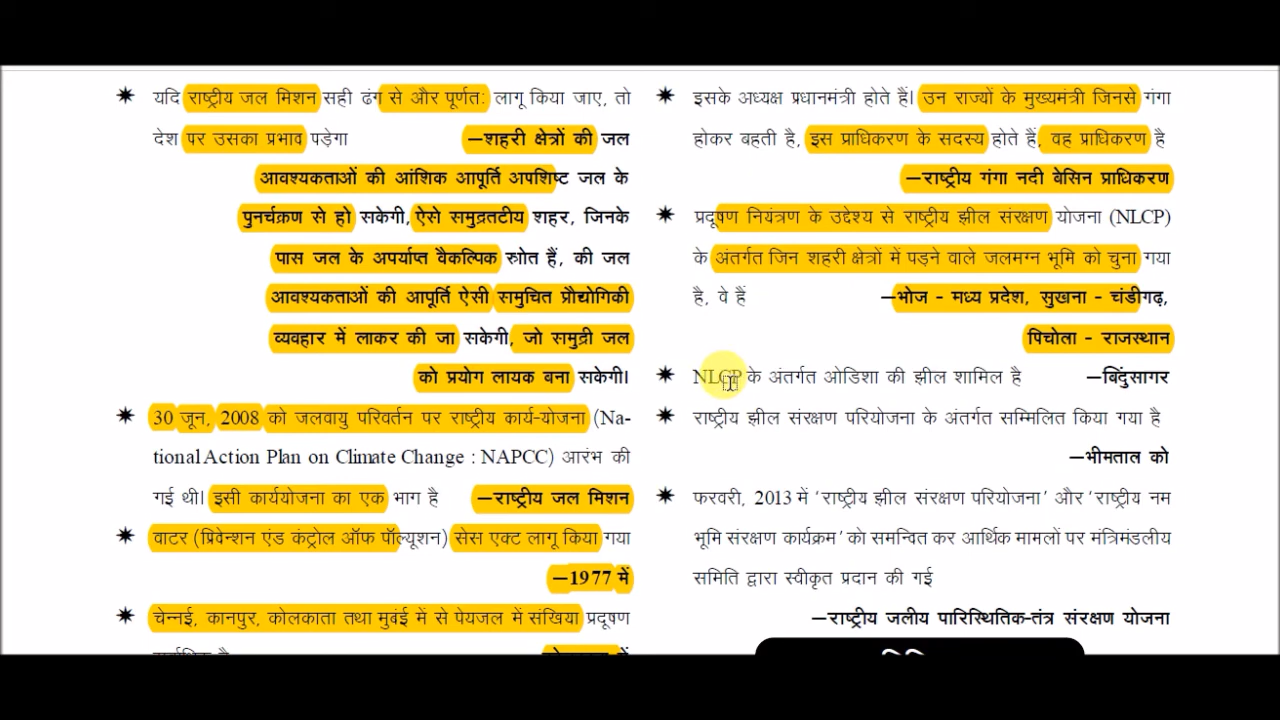 ✷ यदि राष्ट्रीय जल मिशन सही ढंग से और पूर्णत: लागू किया जाए, तो
देश पर उसका प्रभाव पड़ेगा —शहरी क्षेत्रों की जल
आवश्यकताओं की आंशिक आपूर्ति अपशिष्ट जल के
पुनर्चक्रण से हो सकेगी, ऐसे समुद्रतटीय शहर, जिनके
पास जल के अपर्याप्त वैकल्पिक स्रोत हैं, की जल
आवश्यकताओं की आपूर्ति ऐसी समुचित प्रौद्योगिकी
व्यवहार में लाकर की जा सकेगी, जो समुद्री जल
को प्रयोग लायक बना सकेगी।
✷ 30 जून, 2008 को जलवायु परिवर्तन पर राष्ट्रीय कार्य-योजना (Na-
tional Action Plan on Climate Change : NAPCC) आरंभ की
गई थी। इसी कार्ययोजना का एक भाग है —राष्ट्रीय जल मिशन
✷ वाटर (प्रिवेन्शन एंड कंट्रोल ऑफ पॉल्यूशन) सेस एक्ट लागू किया गया
—1977 में
✷ चेन्नई, कानपुर, कोलकाता तथा मुबंई में से पेयजल में संखिया प्रदूषण
✷ इसके अध्यक्ष प्रधानमंत्री होते हैं। उन राज्यों के मुख्यमंत्री जिनसे गंगा
होकर बहती है, इस प्राधिकरण के सदस्य होते हैं, वह प्राधिकरण है
—राष्ट्रीय गंगा नदी बेसिन प्राधिकरण
✷ प्रदूषण नियंत्रण के उद्देश्य से राष्ट्रीय झील संरक्षण योजना (NLCP)
के अंतर्गत जिन शहरी क्षेत्रों में पड़ने वाले जलमग्न भूमि को चुना गया
है, वे हैं —भोज - मध्य प्रदेश, सुखना - चंडीगढ़,
पिचोला - राजस्थान
✷ NLCP के अंतर्गत ओडिशा की झील शामिल है —बिंदुसागर
✷ राष्ट्रीय झील संरक्षण परियोजना के अंतर्गत सम्मिलित किया गया है
—भीमताल को
✷ फरवरी, 2013 में ‘राष्ट्रीय झील संरक्षण परियोजना’ और ‘राष्ट्रीय नम
भूमि संरक्षण कार्यक्रम’ को समन्वित कर आर्थिक मामलों पर मंत्रिमंडलीय
समिति द्वारा स्वीकृत प्रदान की गई
—राष्ट्रीय जलीय पारिस्थितिक-तंत्र संरक्षण योजना